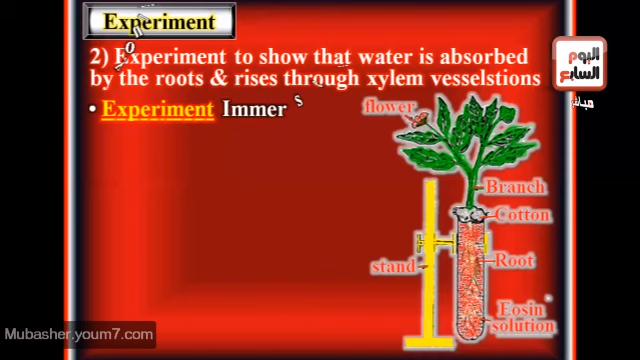 Experiment
2) Experiment to show that water is absorbed
by the roots & rises through xylem vesselstions
• Experiment Immer
اليوم
السابع
مباشر
flower
Branch
Cotton
stand
Root
Eosin
solution
Mubasher.youm7.com